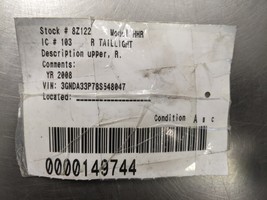 Stock # 8Z122 Model HHR
IC # 103 R TAILLIGHT
Description upper, R.
Comments:
YR 2008
VIN: 3GNDA33P78S548047
Located:
Condition A a c
0000149744